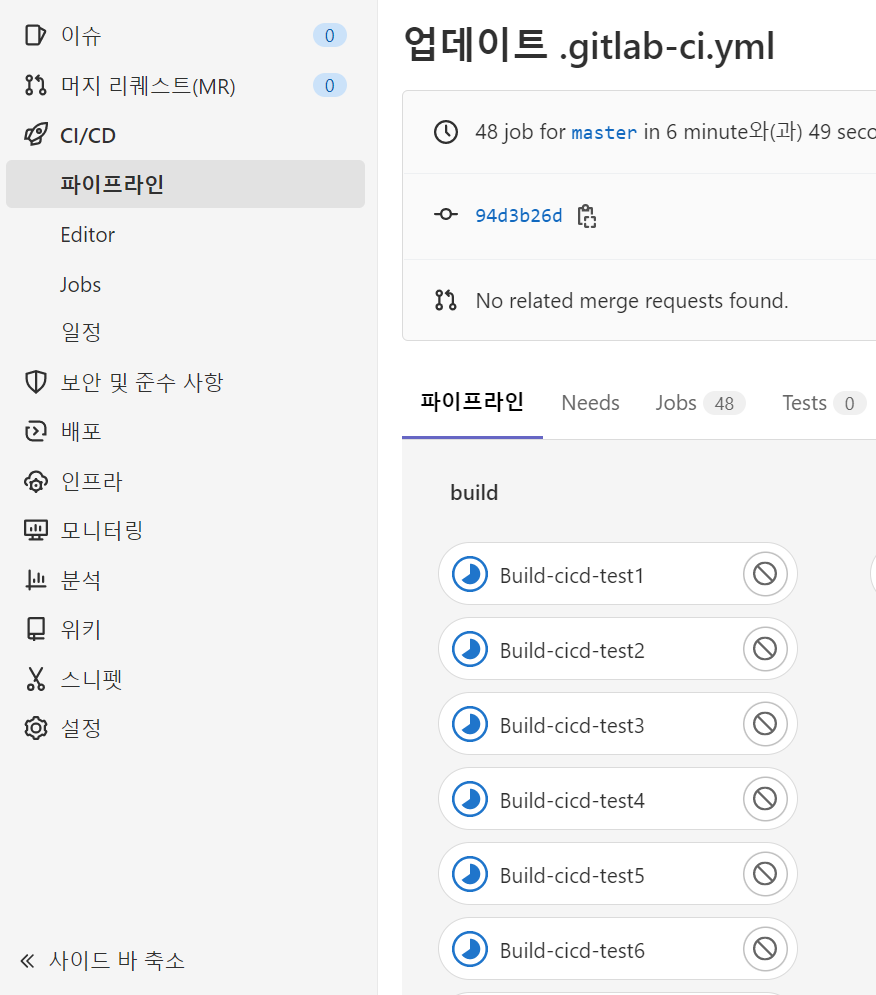 이슈 0
머지 리퀘스트(MR) 0
CI/CD
파이프라인
Editor
Jobs
일정
보안 및 준수 사항
배포
인프라
모니터링
분석
위키
스니펫
설정
사이드 바 축소
업데이트 .gitlab-ci.yml
48 job for master in 6 minute와(과) 49 seco
94d3b26d
No related merge requests found.
파이프라인 Needs Jobs 48 Tests 0
build
Build-cicd-test1
Build-cicd-test2
Build-cicd-test3
Build-cicd-test4
Build-cicd-test5
Build-cicd-test6